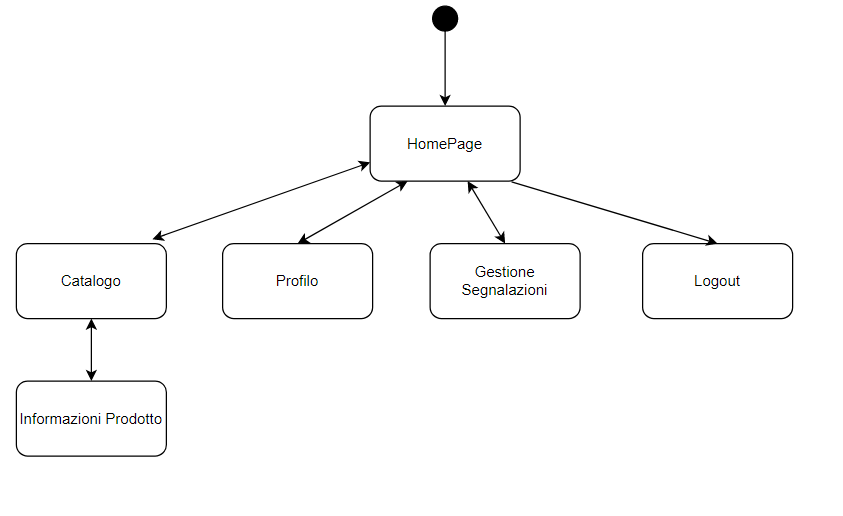 HomePage
Catalogo
Profilo
Gestione
Segnalazioni
Logout
Informazioni Prodotto